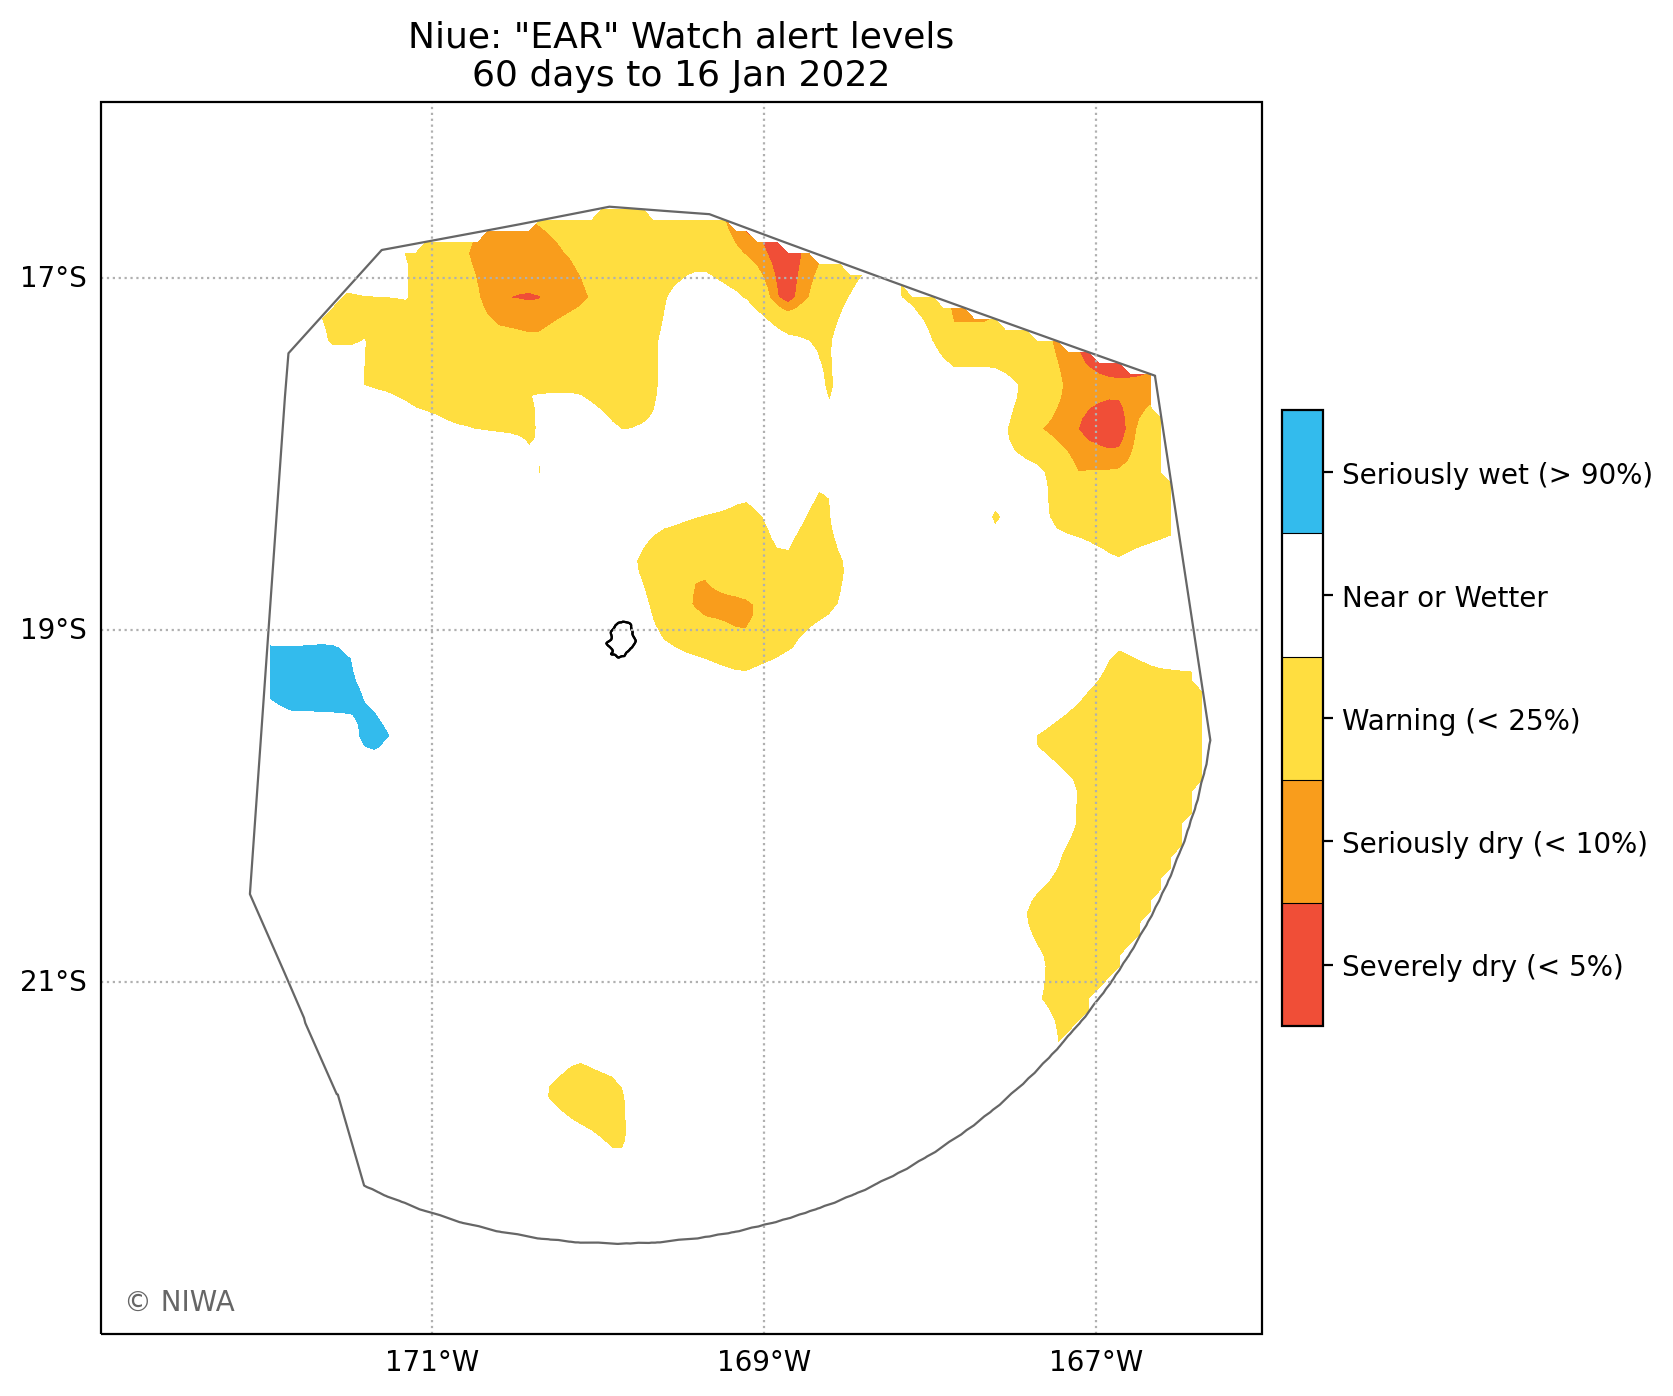 Niue: "EAR" Watch alert levels
60 days to 16 Jan 2022
17°S
19°S
21°S
171°W
169°W
167°W
© NIWA
Seriously wet (> 90%)
Near or Wetter
Warning (< 25%)
Seriously dry (< 10%)
Severely dry (< 5%)